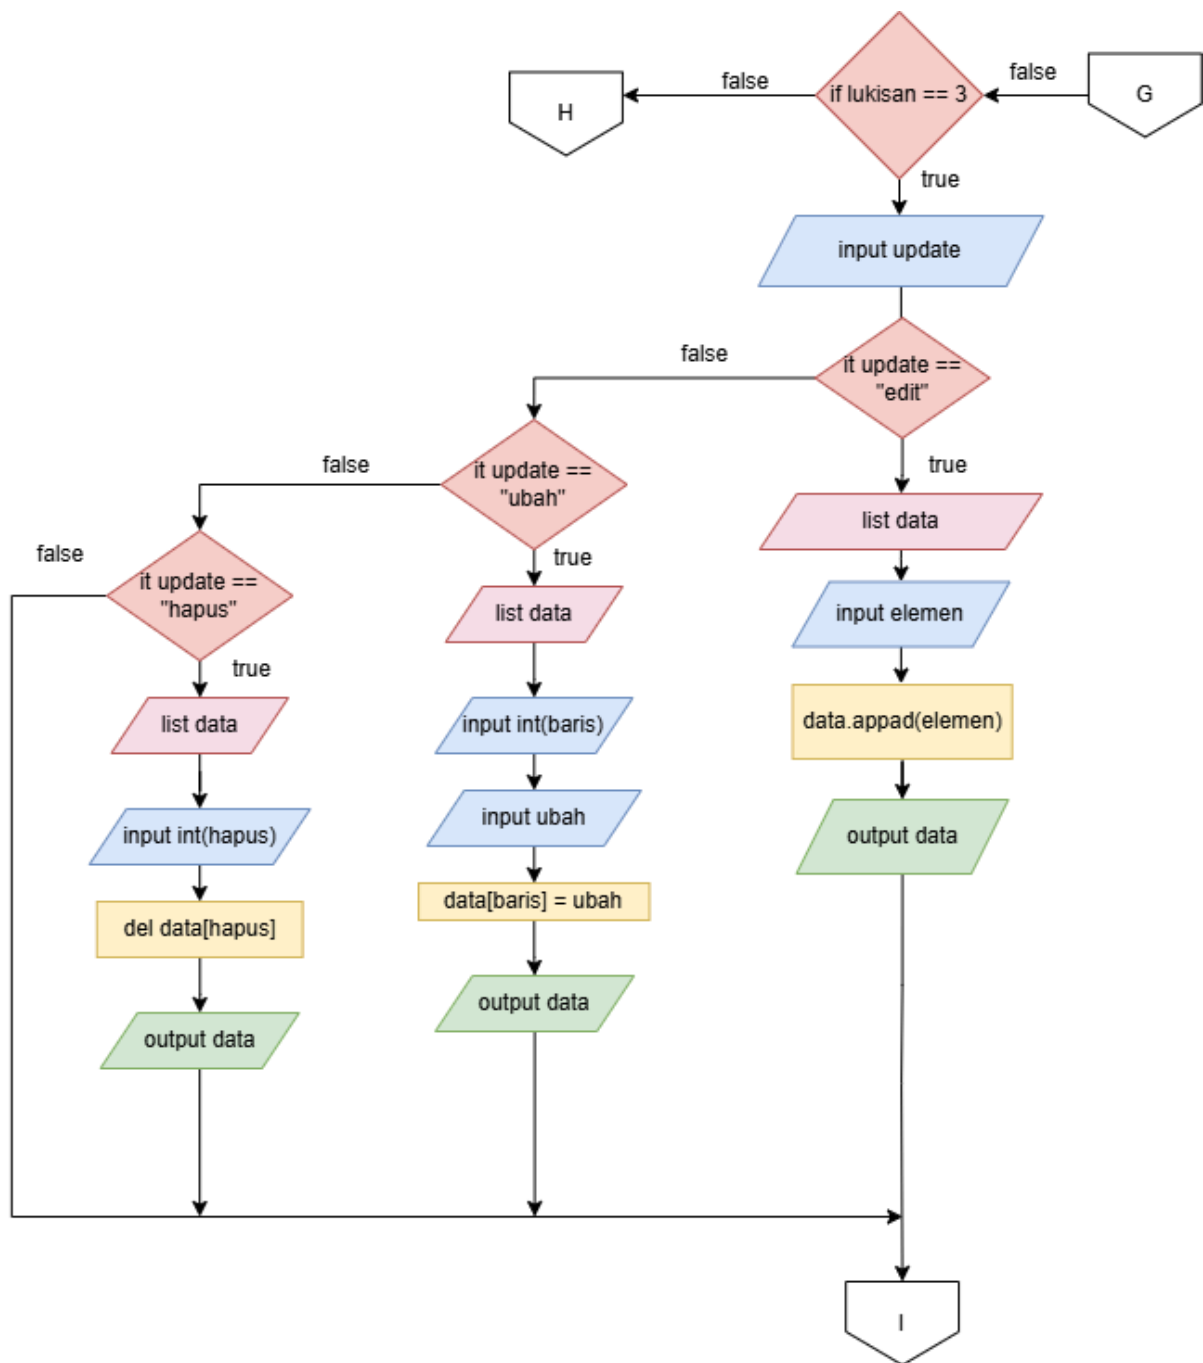 false
false
G
H
if lukisan == 3
true
input update
false
it update ==
"edit"
true
false
it update ==
"ubah"
true
false
it update ==
"hapus"
true
list data
input elemen
data.appad(elemen)
output data
list data
input int(baris)
input ubah
data[baris] = ubah
output data
list data
input int(hapus)
del data[hapus]
output data
I